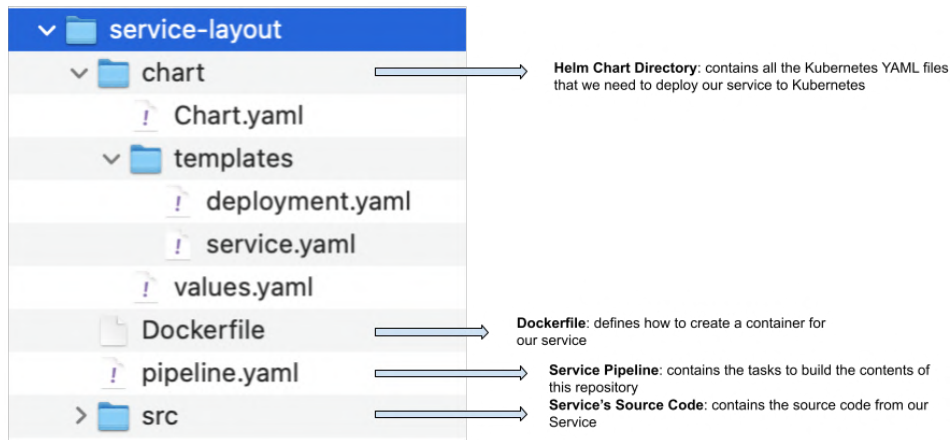 service-layout
chart
Helm Chart Directory: contains all the Kubernetes YAML files
that we need to deploy our service to Kubernetes
! Chart.yaml
templates
! deployment.yaml
! service.yaml
! values.yaml
Dockerfile
Dockerfile: defines how to create a container for
our service
! pipeline.yaml
Service Pipeline: contains the tasks to build the contents of
this repository
src
Service's Source Code: contains the source code from our
Service